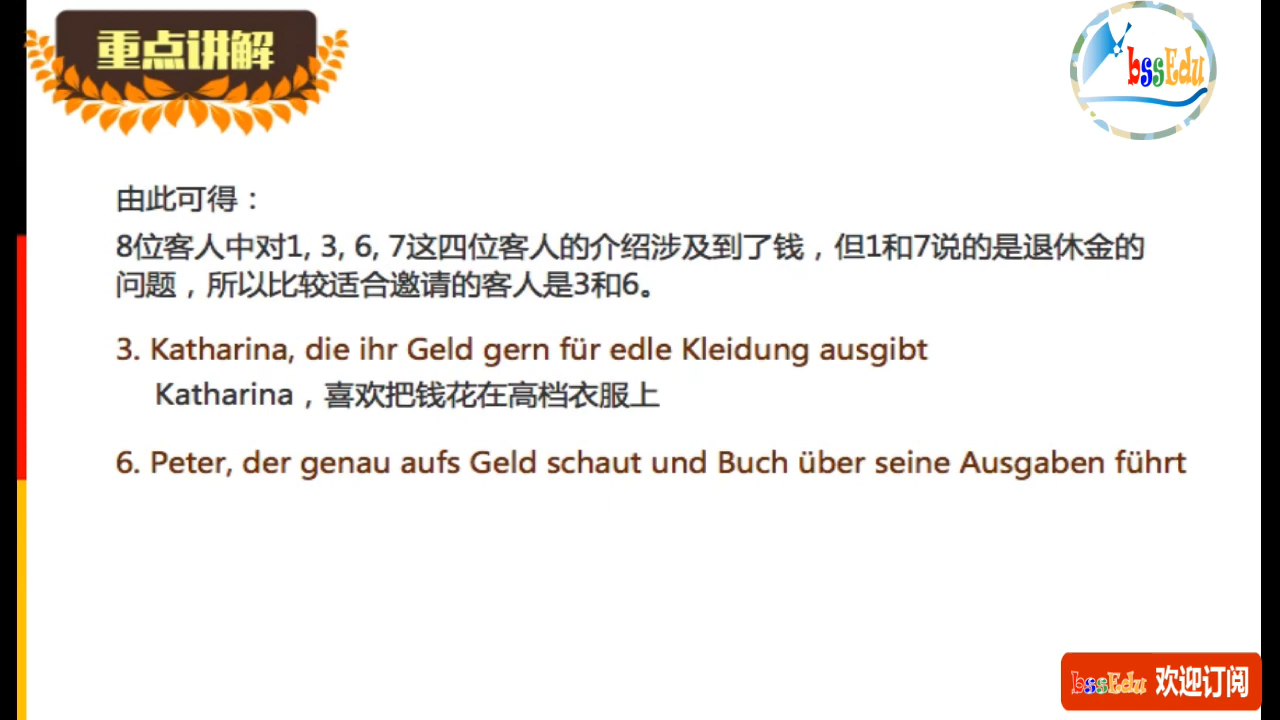 重点讲解
bssEdu
由此可得：
8位客人中对1, 3, 6, 7这四位客人的介绍涉及到了钱，但1和7说的是退休金的
问题，所以比较适合邀请的客人是3和6。
3. Katharina, die ihr Geld gern für edle Kleidung ausgibt
Katharina，喜欢把钱花在高档衣服上
6. Peter, der genau aufs Geld schaut und Buch über seine Ausgaben führt
bssEdu 欢迎订阅